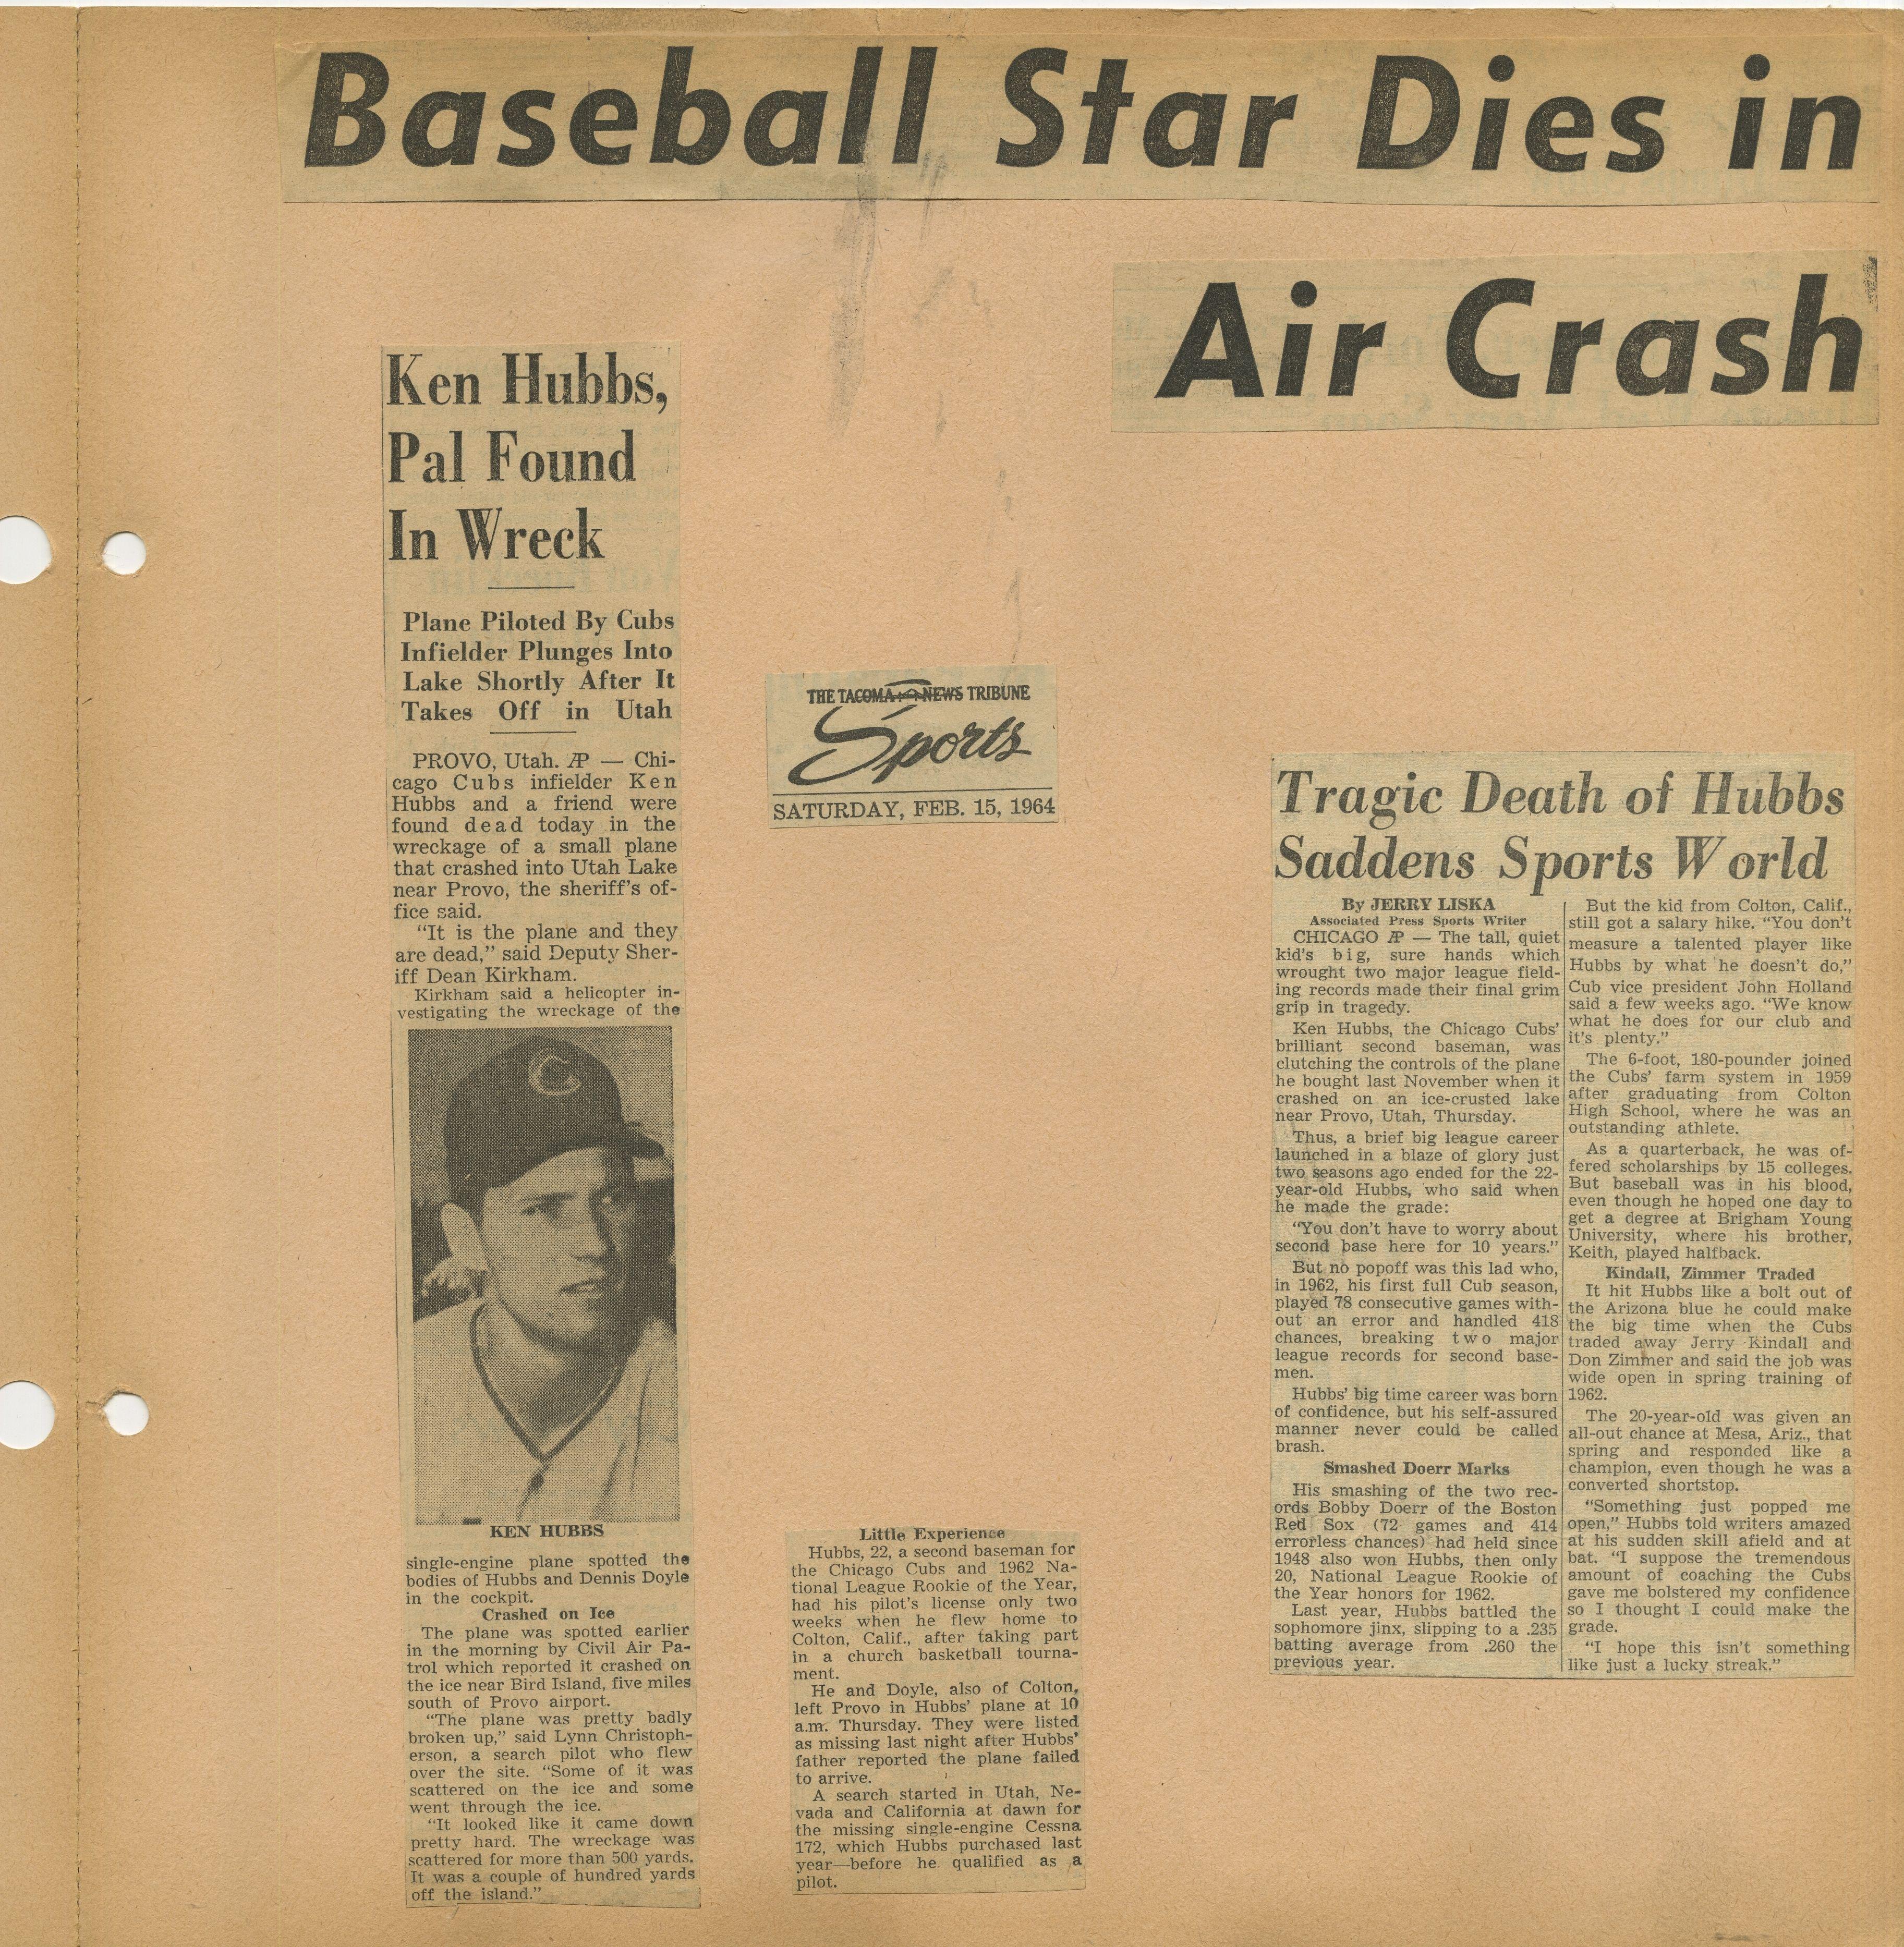 Baseball Star Dies in
Air Crash
Ken Hubbs,
Pal Found
In Wreck
Plane Piloted By Cubs
Infielder Plunges Into
Lake Shortly After It
Takes Off in Utah
PROVO, Utah. AP — Chi-
cago Cubs infielder Ken
Hubbs and a friend were
found dead today in the
wreckage of a small plane
that crashed into Utah Lake
near Provo, the sheriff's of-
fice said.
"It is the plane and they
are dead," said Deputy Sher-
iff Dean Kirkham.
Kirkham said a helicopter in-
vestigating the wreckage of the
C
KEN HUBBS
single-engine plane spotted the
bodies of Hubbs and Dennis Doyle
in the cockpit.
Crashed on Ice
The plane was spotted earlier
in the morning by Civil Air Pa-
trol which reported it crashed on
the ice near Bird Island, five miles
south of Provo airport.
"The plane was pretty badly
broken up," said Lynn Christoph-
erson, a search pilot who flew
over the site. "Some of it was
scattered on the ice and some
went through the ice.
"It looked like it came down
pretty hard. The wreckage was
scattered for more than 500 yards.
It was a couple of hundred yards
off the island."
THE TACOMA NEWS TRIBUNE
Sports
SATURDAY, FEB. 15, 1964
Little Experience
Hubbs, 22, a second baseman for
the Chicago Cubs and 1962 Na-
tional League Rookie of the Year,
had his pilot's license only two
weeks when he flew home to
Colton, Calif., after taking part
in a church basketball tourna-
ment.
He and Doyle, also of Colton,
left Provo in Hubbs' plane at 10
a.m. Thursday. They were listed
as missing last night after Hubbs'
father reported the plane failed
to arrive.
A search started in Utah, Ne-
vada and California at dawn for
the missing single-engine Cessna
172, which Hubbs purchased last
year—before he qualified as a
pilot.
Tragic Death of Hubbs
Saddens Sports World
By JERRY LISKA
Associated Press Sports Writer
CHICAGO AP — The tall, quiet
kid's big, sure hands which
wrought two major league field-
ing records made their final grim
grip in tragedy.
Ken Hubbs, the Chicago Cubs'
brilliant second baseman, was
clutching the controls of the plane
he bought last November when it
crashed on an ice-crusted lake
near Provo, Utah, Thursday.
Thus, a brief big league career
launched in a blaze of glory just
two seasons ago ended for the 22-
year-old Hubbs, who said when
he made the grade:
"You don't have to worry about
second base here for 10 years."
But no popoff was this lad who,
in 1962, his first full Cub season,
played 78 consecutive games with-
out an error and handled 418
chances, breaking two major
league records for second base-
men.
Hubbs' big time career was born
of confidence, but his self-assured
manner never could be called
brash.
Smashed Doerr Marks
His smashing of the two rec-
ords Bobby Doerr of the Boston
Red Sox (72 games and 414
errorless chances) had held since
1948 also won Hubbs, then only
20, National League Rookie of
the Year honors for 1962.
Last year, Hubbs battled the
sophomore jinx, slipping to a .235
batting average from .260 the
previous year.
But the kid from Colton, Calif.,
still got a salary hike. "You don't
measure a talented player like
Hubbs by what he doesn't do,"
Cub vice president John Holland
said a few weeks ago. "We know
what he does for our club and
it's plenty."
The 6-foot, 180-pounder joined
the Cubs' farm system in 1959
after graduating from Colton
High School, where he was an
outstanding athlete.
As a quarterback, he was of-
fered scholarships by 15 colleges.
But baseball was in his blood,
even though he hoped one day to
get a degree at Brigham Young
University, where his brother,
Keith, played halfback.
Kindall, Zimmer Traded
It hit Hubbs like a bolt out of
the Arizona blue he could make
the big time when the Cubs
traded away Jerry Kindall and
Don Zimmer and said the job was
wide open in spring training of
1962.
The 20-year-old was given an
all-out chance at Mesa, Ariz., that
spring and responded like a
champion, even though he was a
converted shortstop.
"Something just popped me
open," Hubbs told writers amazed
at his sudden skill afield and at
bat. "I suppose the tremendous
amount of coaching the Cubs
gave me bolstered my confidence
so I thought I could make the
grade.
"I hope this isn't something
like just a lucky streak."